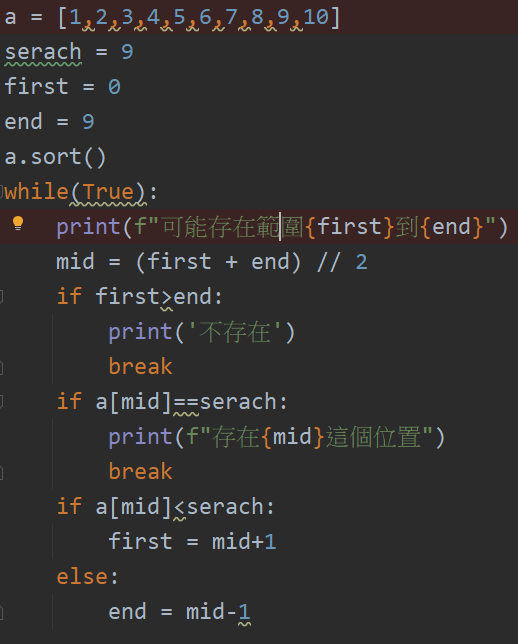 a = [1,2,3,4,5,6,7,8,9,10]
serach = 9
first = 0
end = 9
a.sort()
while(True):
    print(f"可能存在範圍{first}到{end}")
    mid = (first + end) // 2
    if first>end:
        print('不存在')
        break
    if a[mid]==serach:
        print(f"存在{mid}這個位置")
        break
    if a[mid]<serach:
        first = mid+1
    else:
        end = mid-1